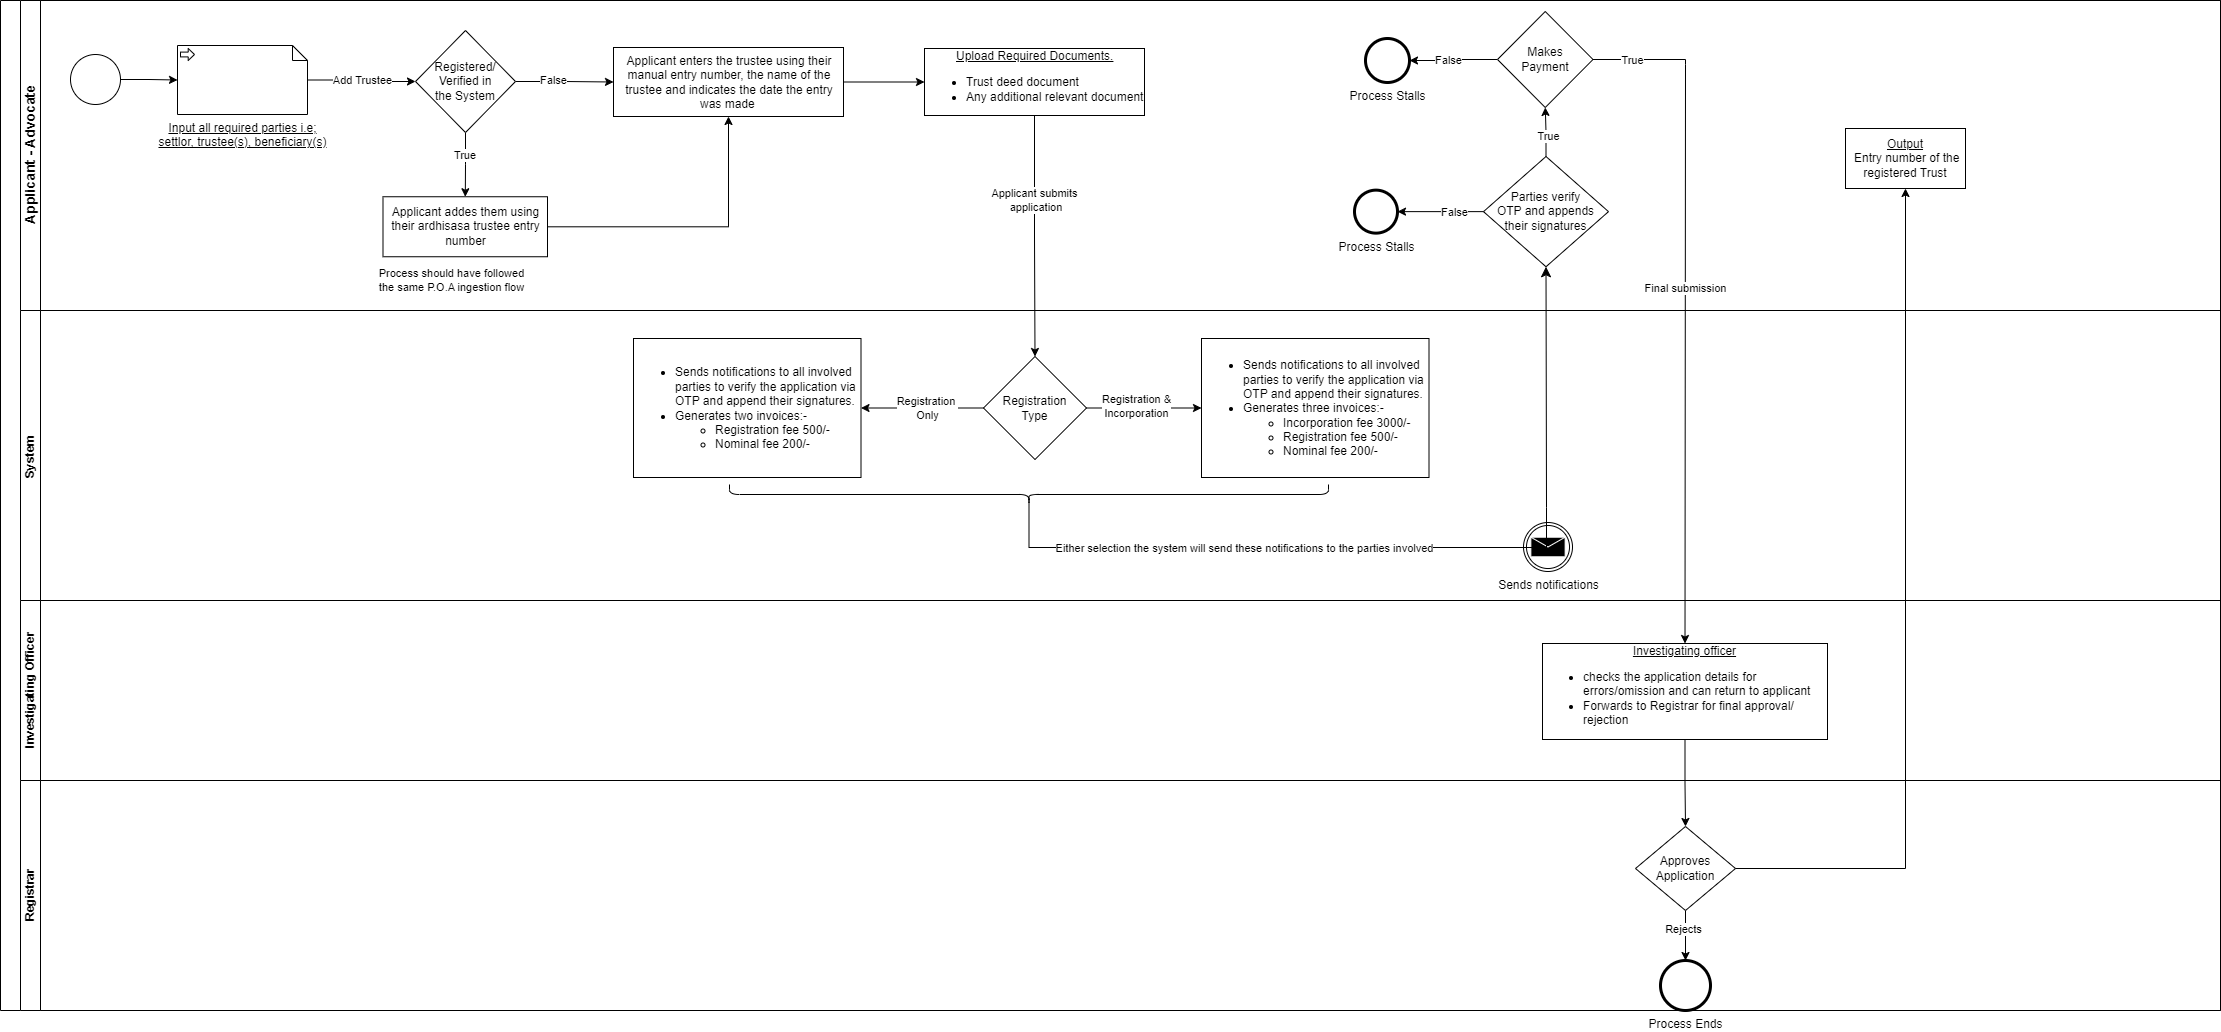 Applicant - Advocate
Input all required parties i.e;
settlor, trustee(s), beneficiary(s)
Add Trustee
Registered/
Verified in
the System
False
True
Applicant addes them using
their ardhisasa trustee entry
number
Process should have followed
the same P.O.A ingestion flow
Applicant enters the trustee using their
manual entry number, the name of the
trustee and indicates the date the entry
was made
Upload Required Documents.
Trust deed document
Any additional relevant document
Applicant submits
application
Process Stalls
False
Makes
Payment
True
True
Process Stalls
False
Parties verify
OTP and appends
their signatures
Final submission
Output
Entry number of the
registered Trust
System
Sends notifications to all involved
parties to verify the application via
OTP and append their signatures.
Generates two invoices:-
Registration fee 500/-
Nominal fee 200/-
Registration
Only
Registration
Type
Registration &
Incorporation
Sends notifications to all involved
parties to verify the application via
OTP and append their signatures.
Generates three invoices:-
Incorporation fee 3000/-
Registration fee 500/-
Nominal fee 200/-
Either selection the system will send these notifications to the parties involved
Sends notifications
Investigating Officer
Investigating officer
checks the application details for
errors/omission and can return to applicant
Forwards to Registrar for final approval/
rejection
Registrar
Approves
Application
Rejects
Process Ends